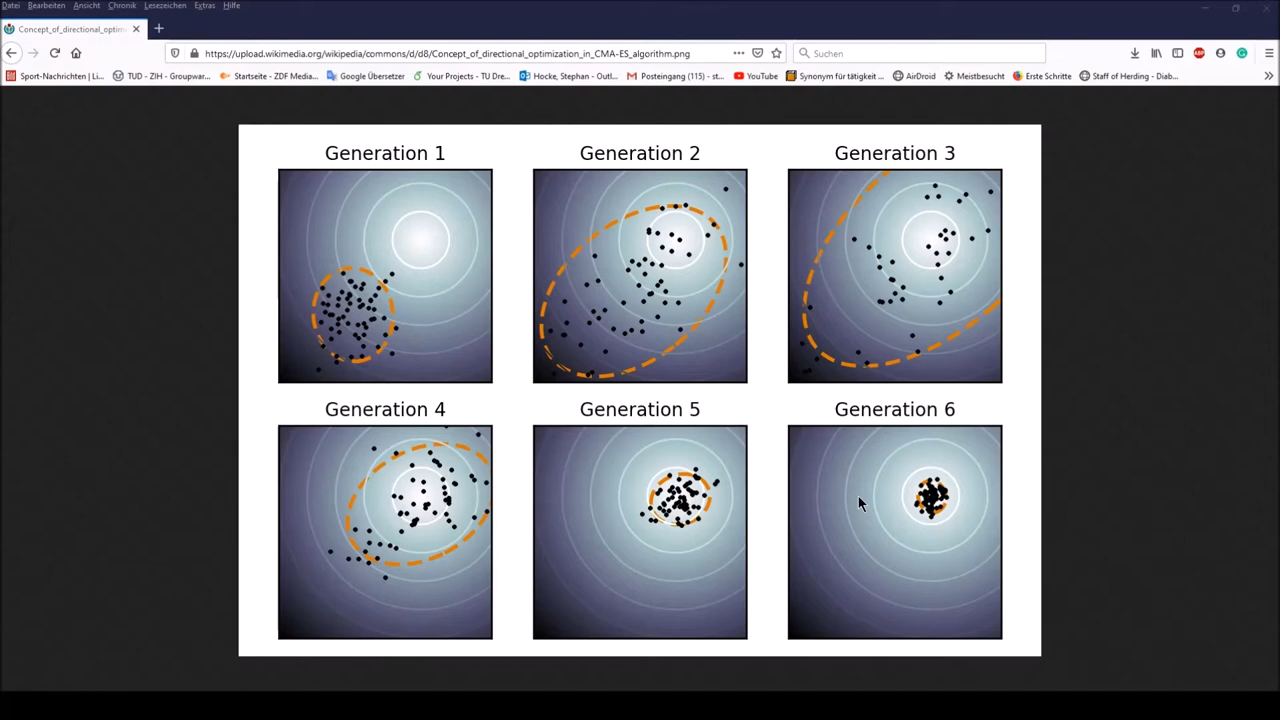 Datei Bearbeiten Ansicht Chronik Lesezeichen Extras Hilfe
Concept_of_directional_optim
https://upload.wikimedia.org/wikipedia/commons/d/d8/Concept_of_directional_optimization_in_CMA-ES_algorithm.png
Suchen
Sport-Nachrichten | Li... TUD - ZIH - Groupwar... Startseite - ZDF Media... Google Übersetzer Your Projects - TU Dre... Hocke, Stephan - Outl... Posteingang (115) - st... YouTube Synonym für tätigkeit ... AirDroid Meistbesucht Erste Schritte Staff of Herding - Diab...
Generation 1 Generation 2 Generation 3
Generation 4 Generation 5 Generation 6